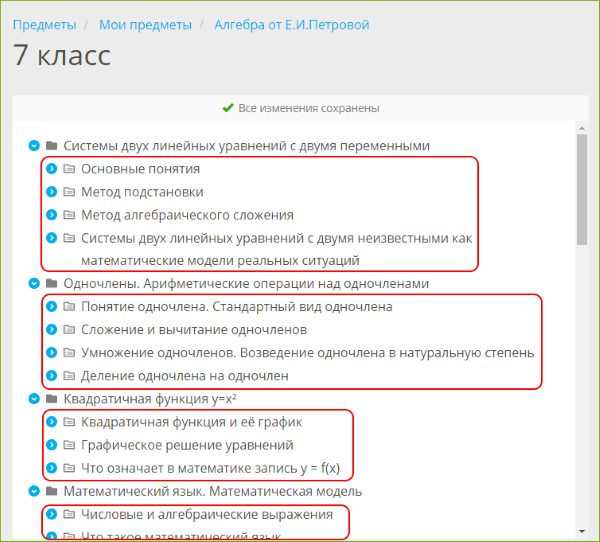 Предметы / Мои предметы / Алгебра от Е.И.Петровой
7 класс
Все изменения сохранены
Системы двух линейных уравнений с двумя переменными
Основные понятия
Метод подстановки
Метод алгебраического сложения
Системы двух линейных уравнений с двумя неизвестными как
математические модели реальных ситуаций
Одночлены. Арифметические операции над одночленами
Понятие одночлена. Стандартный вид одночлена
Сложение и вычитание одночленов
Умножение одночленов. Возведение одночлена в натуральную степень
Деление одночлена на одночлен
Квадратичная функция y=x²
Квадратичная функция и её график
Графическое решение уравнений
Что означает в математике запись y = f(x)
Математический язык. Математическая модель
Числовые и алгебраические выражения
Что такое математический язык